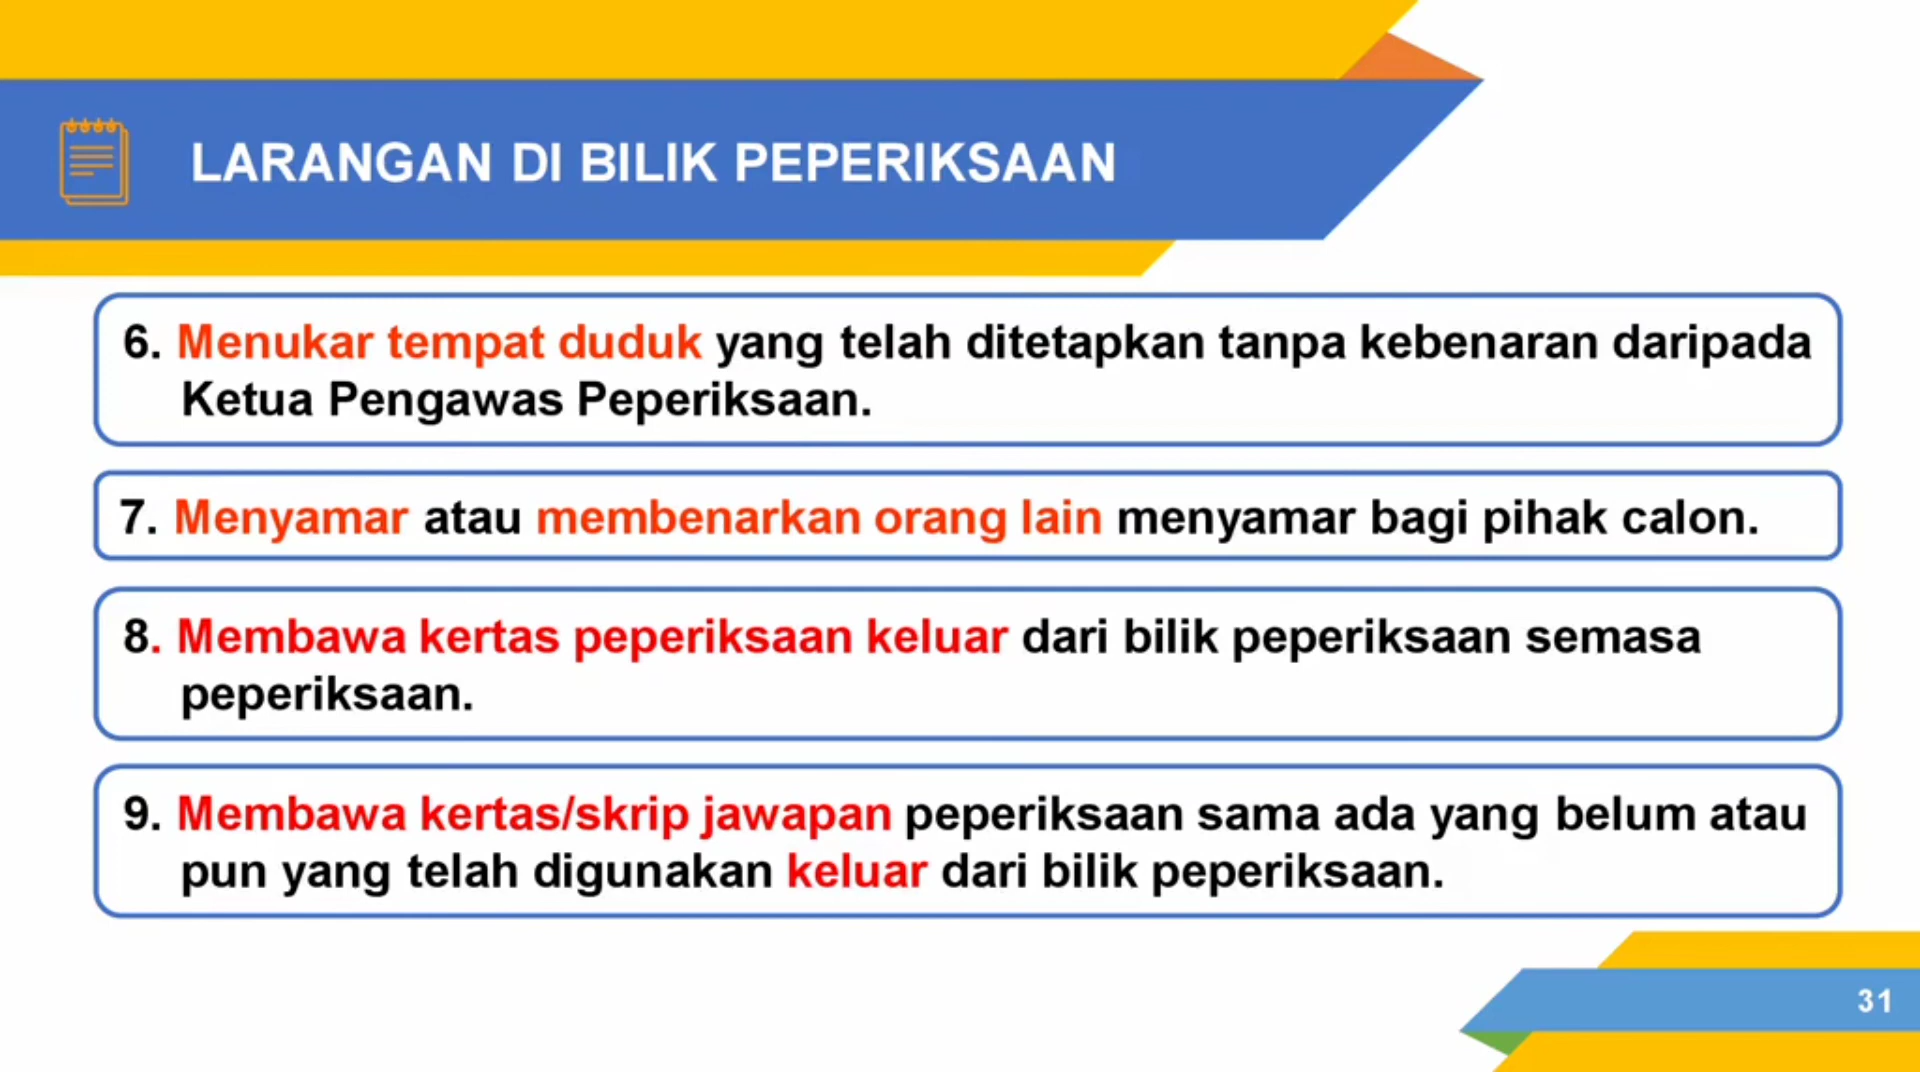 LARANGAN DI BILIK PEPERIKSAAN
6. Menukar tempat duduk yang telah ditetapkan tanpa kebenaran daripada
Ketua Pengawas Peperiksaan.
7. Menyamar atau membenarkan orang lain menyamar bagi pihak calon.
8. Membawa kertas peperiksaan keluar dari bilik peperiksaan semasa
peperiksaan.
9. Membawa kertas/skrip jawapan peperiksaan sama ada yang belum atau
pun yang telah digunakan keluar dari bilik peperiksaan.
31